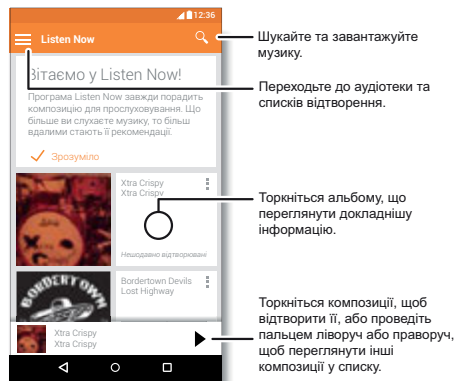 12:36
Listen Now
Вітаємо у Listen Now!
Програма Listen Now завжди порадить
композицію для прослуховування. Що
більше ви слухаєте музику, то більш
вдалими стають її рекомендації.
Зрозуміло
Xtra Crispy
Xtra Crispy
Нещодавно відтворювані
BORDERTOWN
Bordertown Devils
Lost Highway
Xtra Crispy
Xtra Crispy
Шукайте та завантажуйте
музику.
Переходьте до аудіотеки та
списків відтворення.
Торкніться альбому, що
переглянути докладнішу
інформацію.
Торкніться композиції, щоб
відтворити її, або проведіть
пальцем ліворуч або праворуч,
щоб переглянути інші
композиції у списку.